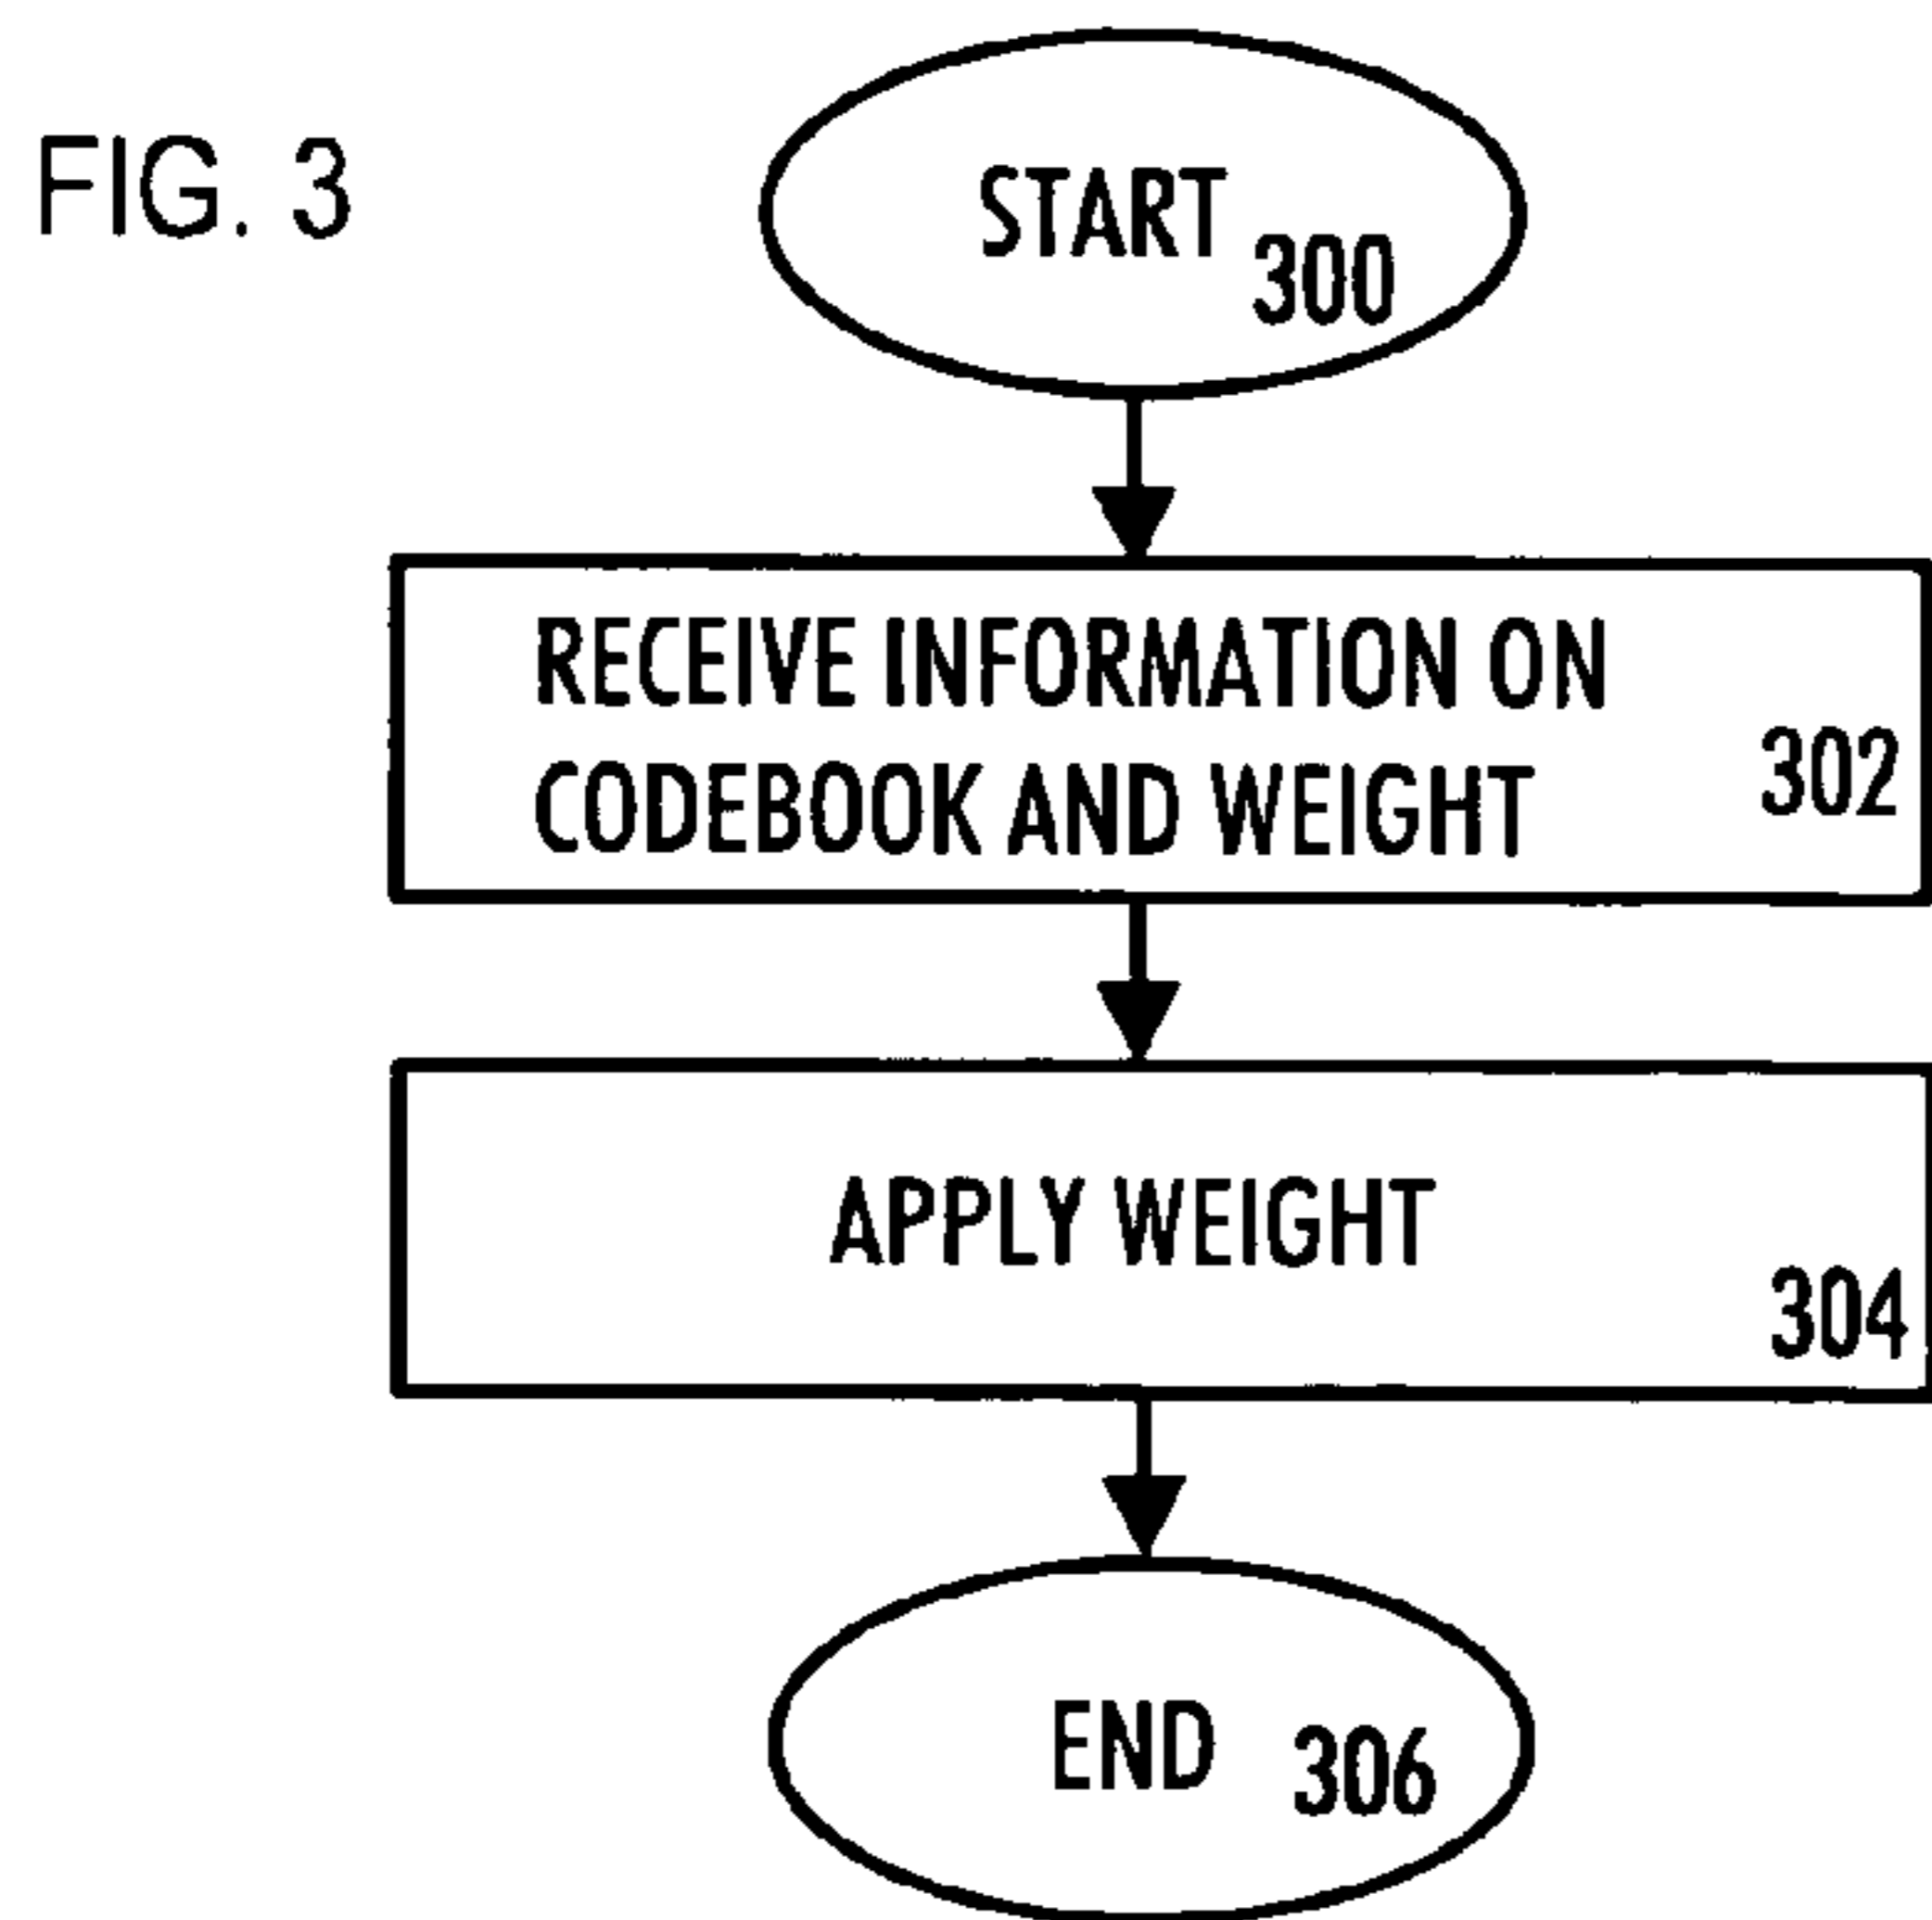 FIG. 3
START 300
RECEIVE INFORMATION ON
CODEBOOK AND WEIGHT 302
APPLY WEIGHT
304
END 306